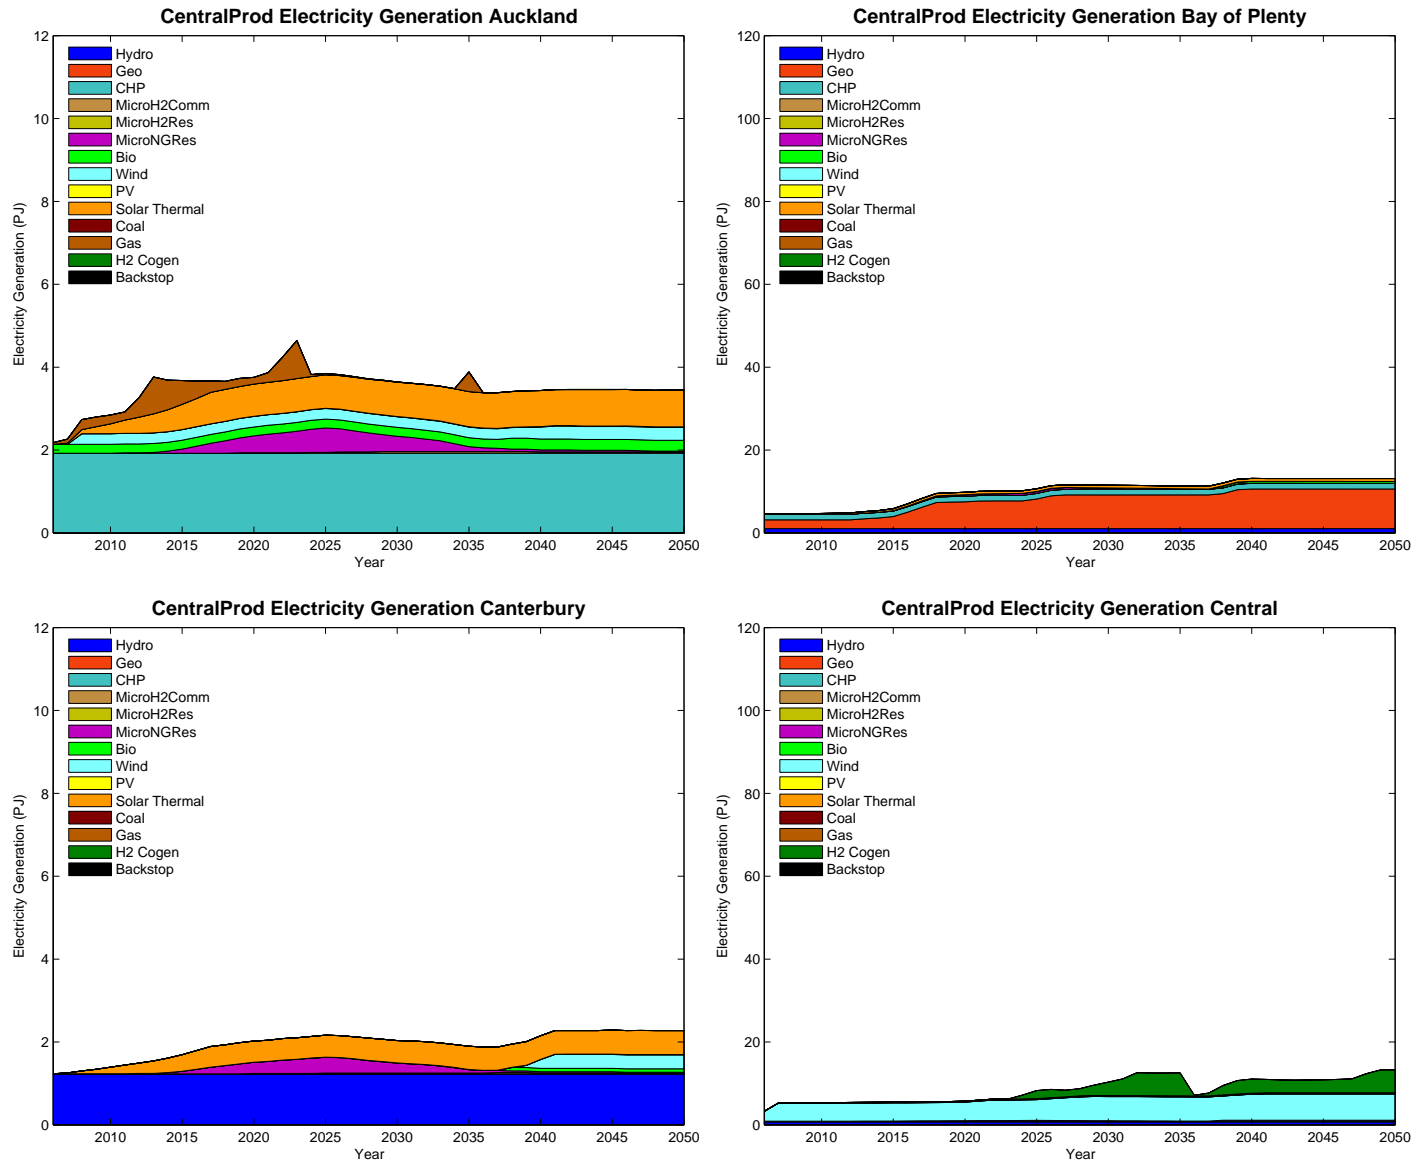 CentralProd Electricity Generation Auckland
12
10
8
6
4
2
0
Electricity Generation (PJ)
Hydro
Geo
CHP
MicroH2Comm
MicroH2Res
MicroNGRes
Bio
Wind
PV
Solar Thermal
Coal
Gas
H2 Cogen
Backstop
2010 2015 2020 2025 2030 2035 2040 2045 2050
Year
CentralProd Electricity Generation Bay of Plenty
120
100
80
60
40
20
0
Electricity Generation (PJ)
Hydro
Geo
CHP
MicroH2Comm
MicroH2Res
MicroNGRes
Bio
Wind
PV
Solar Thermal
Coal
Gas
H2 Cogen
Backstop
2010 2015 2020 2025 2030 2035 2040 2045 2050
Year
CentralProd Electricity Generation Canterbury
12
10
8
6
4
2
0
Electricity Generation (PJ)
Hydro
Geo
CHP
MicroH2Comm
MicroH2Res
MicroNGRes
Bio
Wind
PV
Solar Thermal
Coal
Gas
H2 Cogen
Backstop
2010 2015 2020 2025 2030 2035 2040 2045 2050
Year
CentralProd Electricity Generation Central
120
100
80
60
40
20
0
Electricity Generation (PJ)
Hydro
Geo
CHP
MicroH2Comm
MicroH2Res
MicroNGRes
Bio
Wind
PV
Solar Thermal
Coal
Gas
H2 Cogen
Backstop
2010 2015 2020 2025 2030 2035 2040 2045 2050
Year